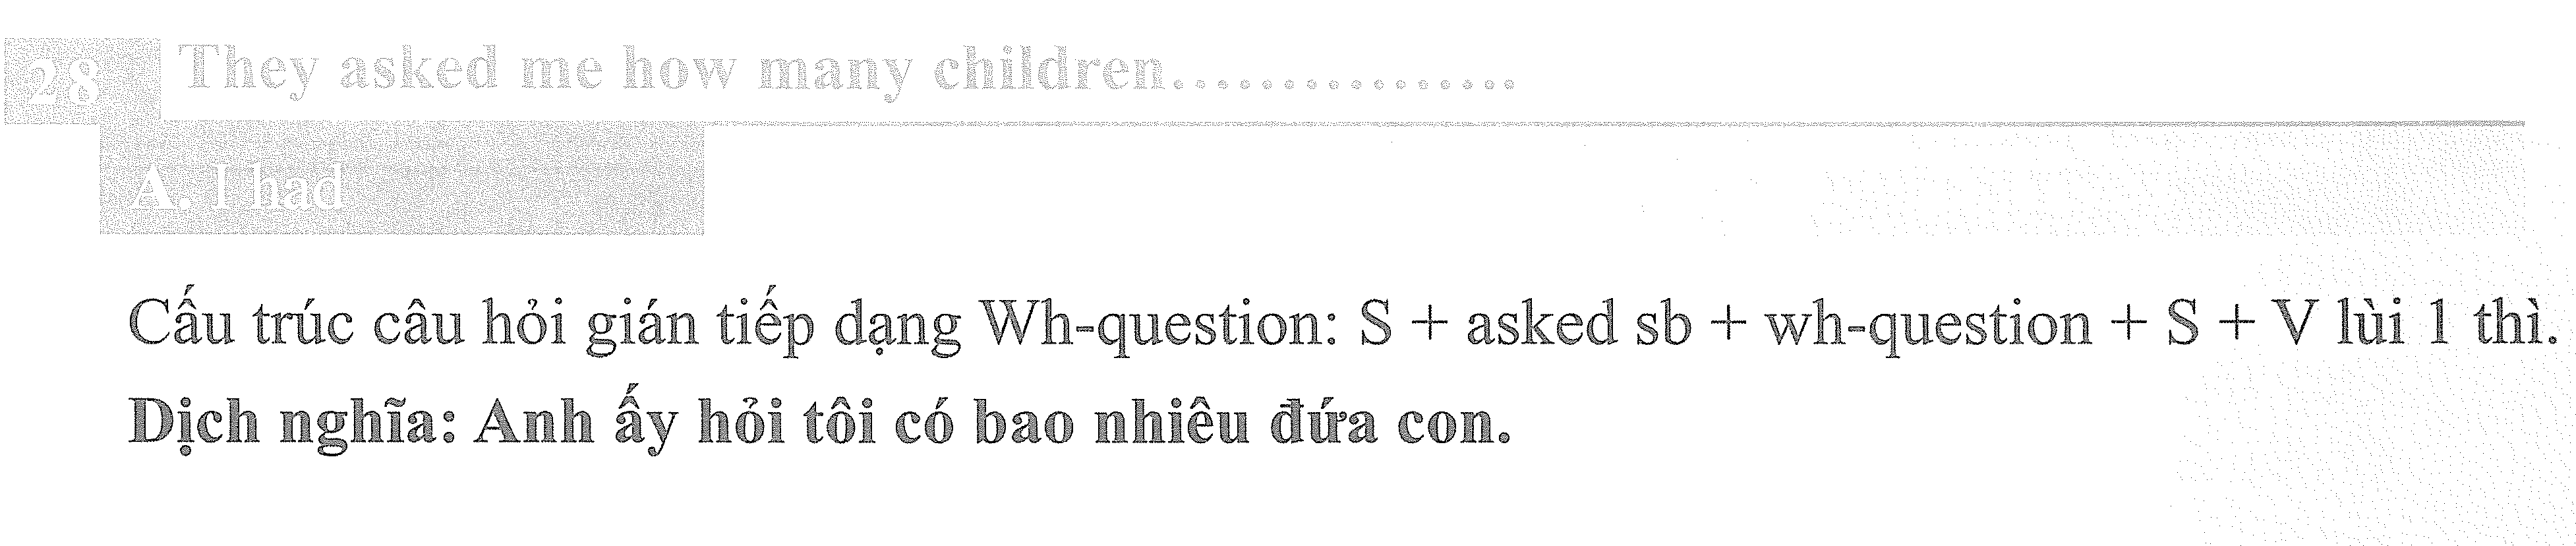 28 They asked me how many children................
A. I had
Cấu trúc câu hỏi gián tiếp dạng Wh-question: S + asked sb + wh-question + S + V lùi 1 thì.
Dịch nghĩa: Anh ấy hỏi tôi có bao nhiêu đứa con.